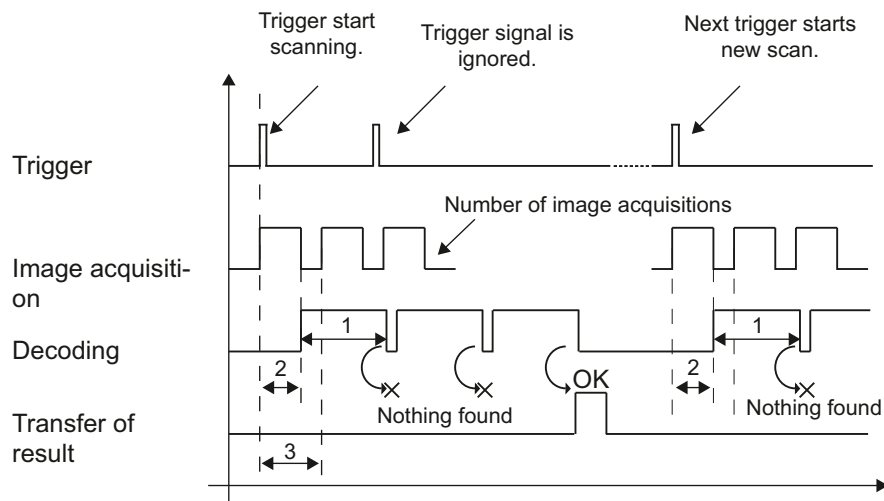 Trigger start
scanning.
Trigger signal is
ignored.
Next trigger starts
new scan.
Trigger
Number of image acquisitions
Image acquisiti-
on
1
1
Decoding
2
OK
2
Nothing found
Nothing found
Transfer of
result
3